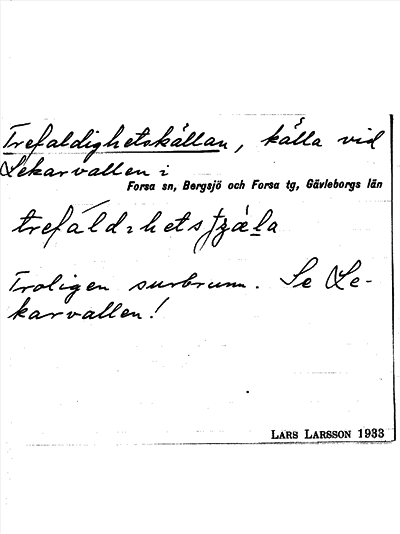 Trefaldighetskällan, källa vid
Lekarvallen i
Forsa sn, Bergsjö och Forsa tg, Gävleborgs län
Troligen surbrunn. Se Le-
karvallen!
LARS LARSSON 1933